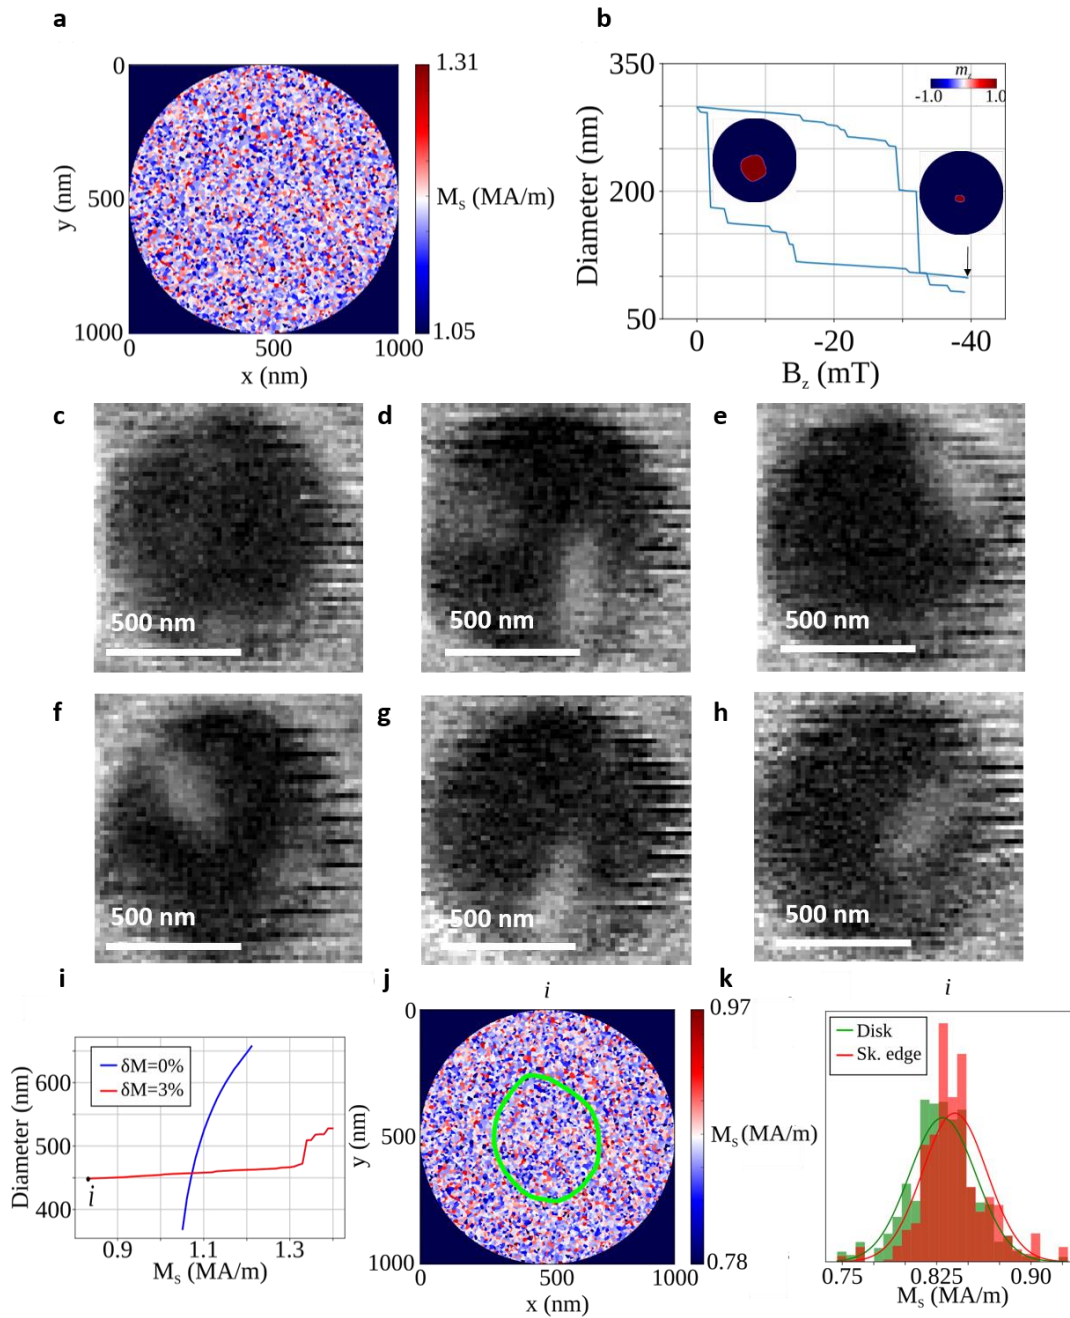 a
0
500
1000
y (nm)
0
500
1000
x (nm)
1.31
Mₛ (MA/m)
1.05
b
350
200
50
Diameter (nm)
m_z
-1.0
1.0
0
-20
-40
B_z (mT)
c
500 nm
d
500 nm
e
500 nm
f
500 nm
g
500 nm
h
500 nm
i
δM=0%
δM=3%
600
500
400
Diameter (nm)
i
0.9
1.1
1.3
Mₛ (MA/m)
j
i
0
500
1000
y (nm)
0
500
1000
x (nm)
0.97
Mₛ (MA/m)
0.78
k
i
Disk
Sk. edge
0.75
0.825
0.90
Mₛ (MA/m)